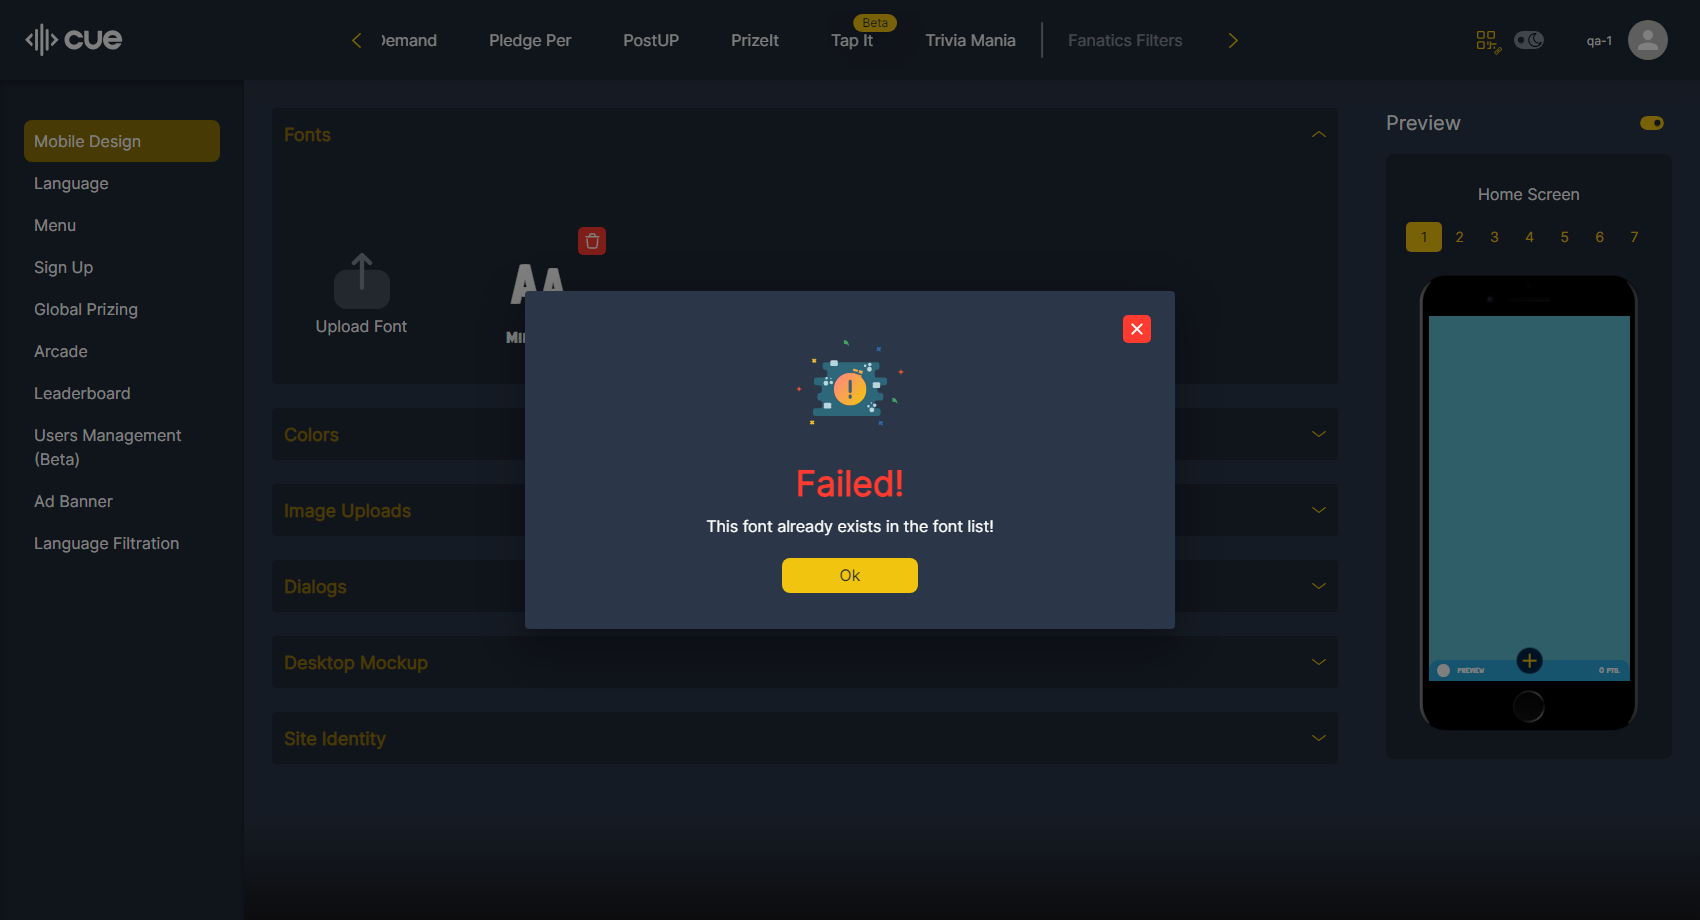 cue
Demand
Pledge Per
PostUP
PrizeIt
Beta
Tap It
Trivia Mania
Fanatics Filters
qa-1
Mobile Design
Language
Menu
Sign Up
Global Prizing
Arcade
Leaderboard
Users Management
(Beta)
Ad Banner
Language Filtration
Fonts
Upload Font
AA
Colors
Image Uploads
Dialogs
Desktop Mockup
Site Identity
Failed!
This font already exists in the font list!
Ok
Preview
Home Screen
1 2 3 4 5 6 7
PREVIEW
0 PTS.